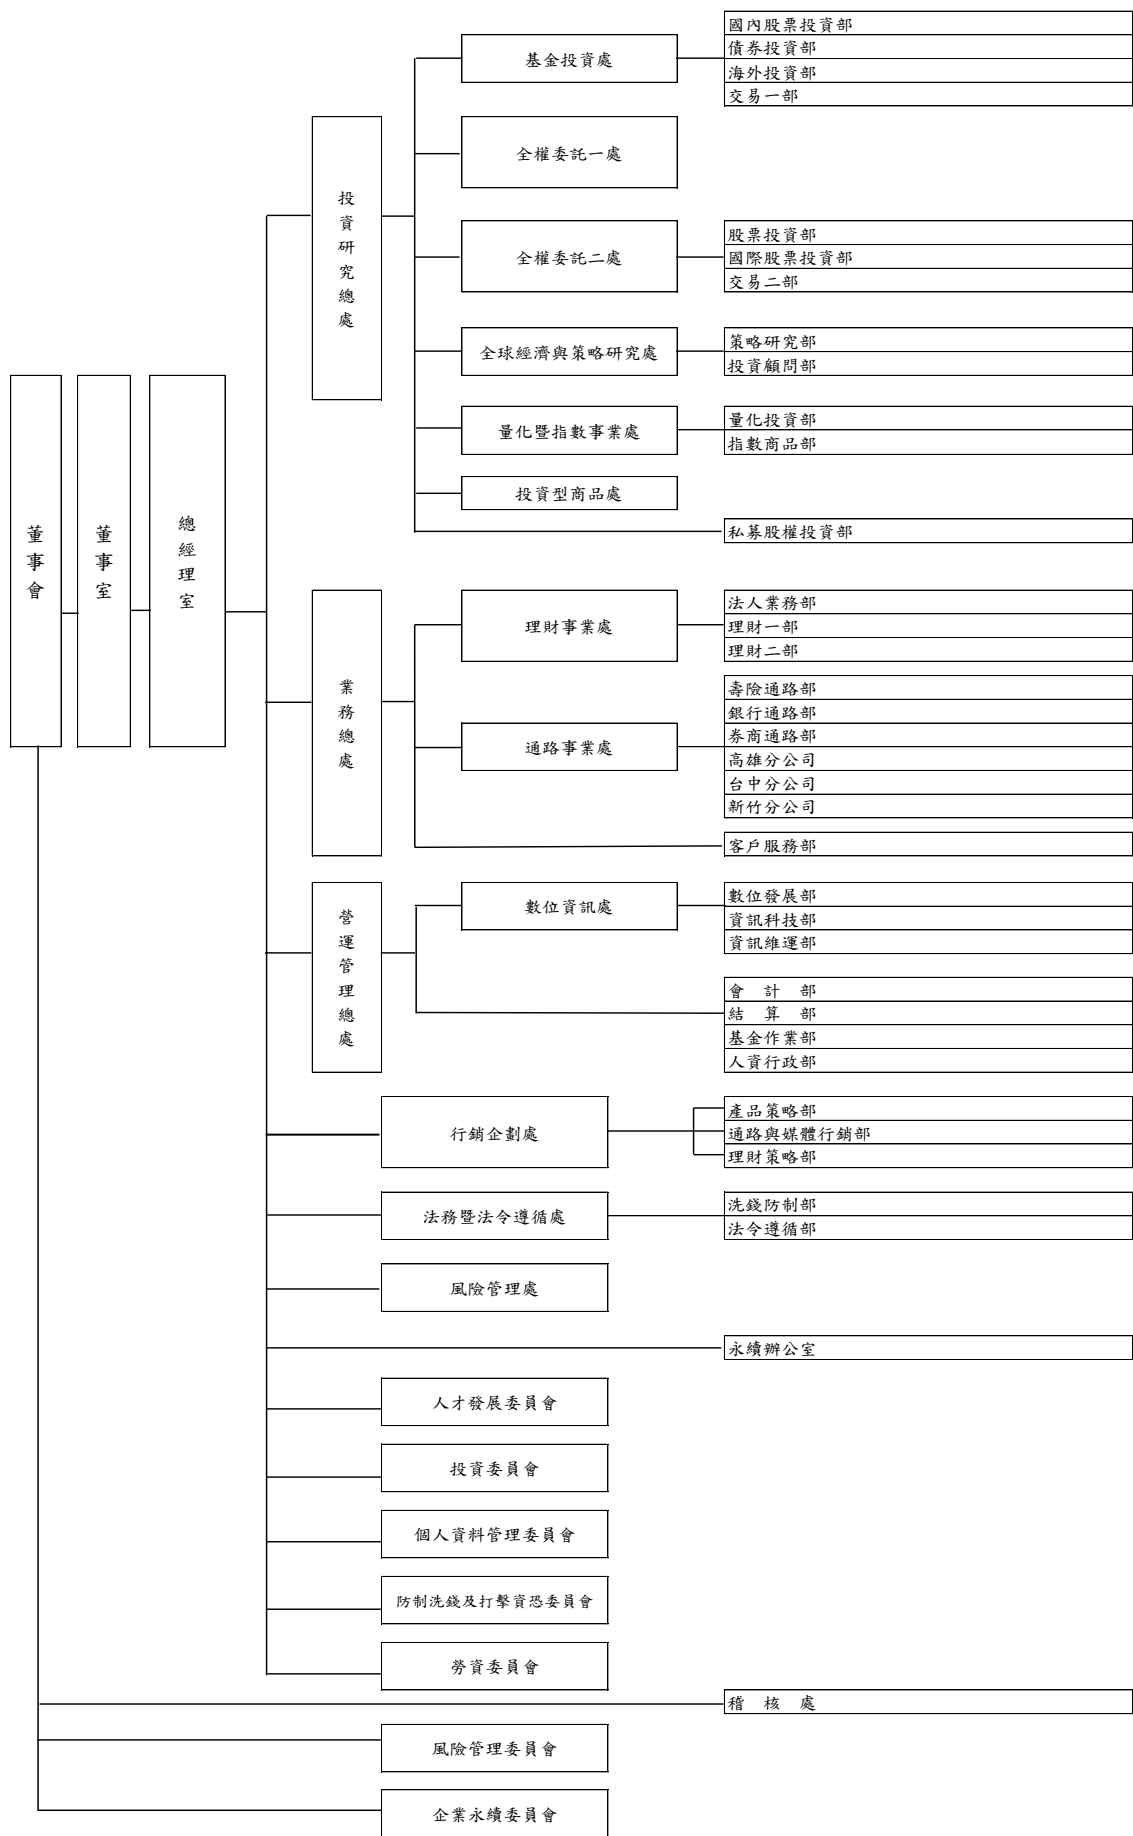 董事會
董事室
總經理室
投資研究總處
基金投資處
國內股票投資部
債券投資部
海外投資部
交易一部
全權委託一處
全權委託二處
股票投資部
國際股票投資部
交易二部
全球經濟與策略研究處
策略研究部
投資顧問部
量化暨指數事業處
量化投資部
指數商品部
投資型商品處
私募股權投資部
業務總處
理財事業處
法人業務部
理財一部
理財二部
通路事業處
壽險通路部
銀行通路部
券商通路部
高雄分公司
台中分公司
新竹分公司
客戶服務部
營運管理總處
數位資訊處
數位發展部
資訊科技部
資訊維運部
會 計 部
結 算 部
基金作業部
人資行政部
行銷企劃處
產品策略部
通路與媒體行銷部
理財策略部
法務暨法令遵循處
洗錢防制部
法令遵循部
風險管理處
永續辦公室
人才發展委員會
投資委員會
個人資料管理委員會
防制洗錢及打擊資恐委員會
勞資委員會
稽 核 處
風險管理委員會
企業永續委員會